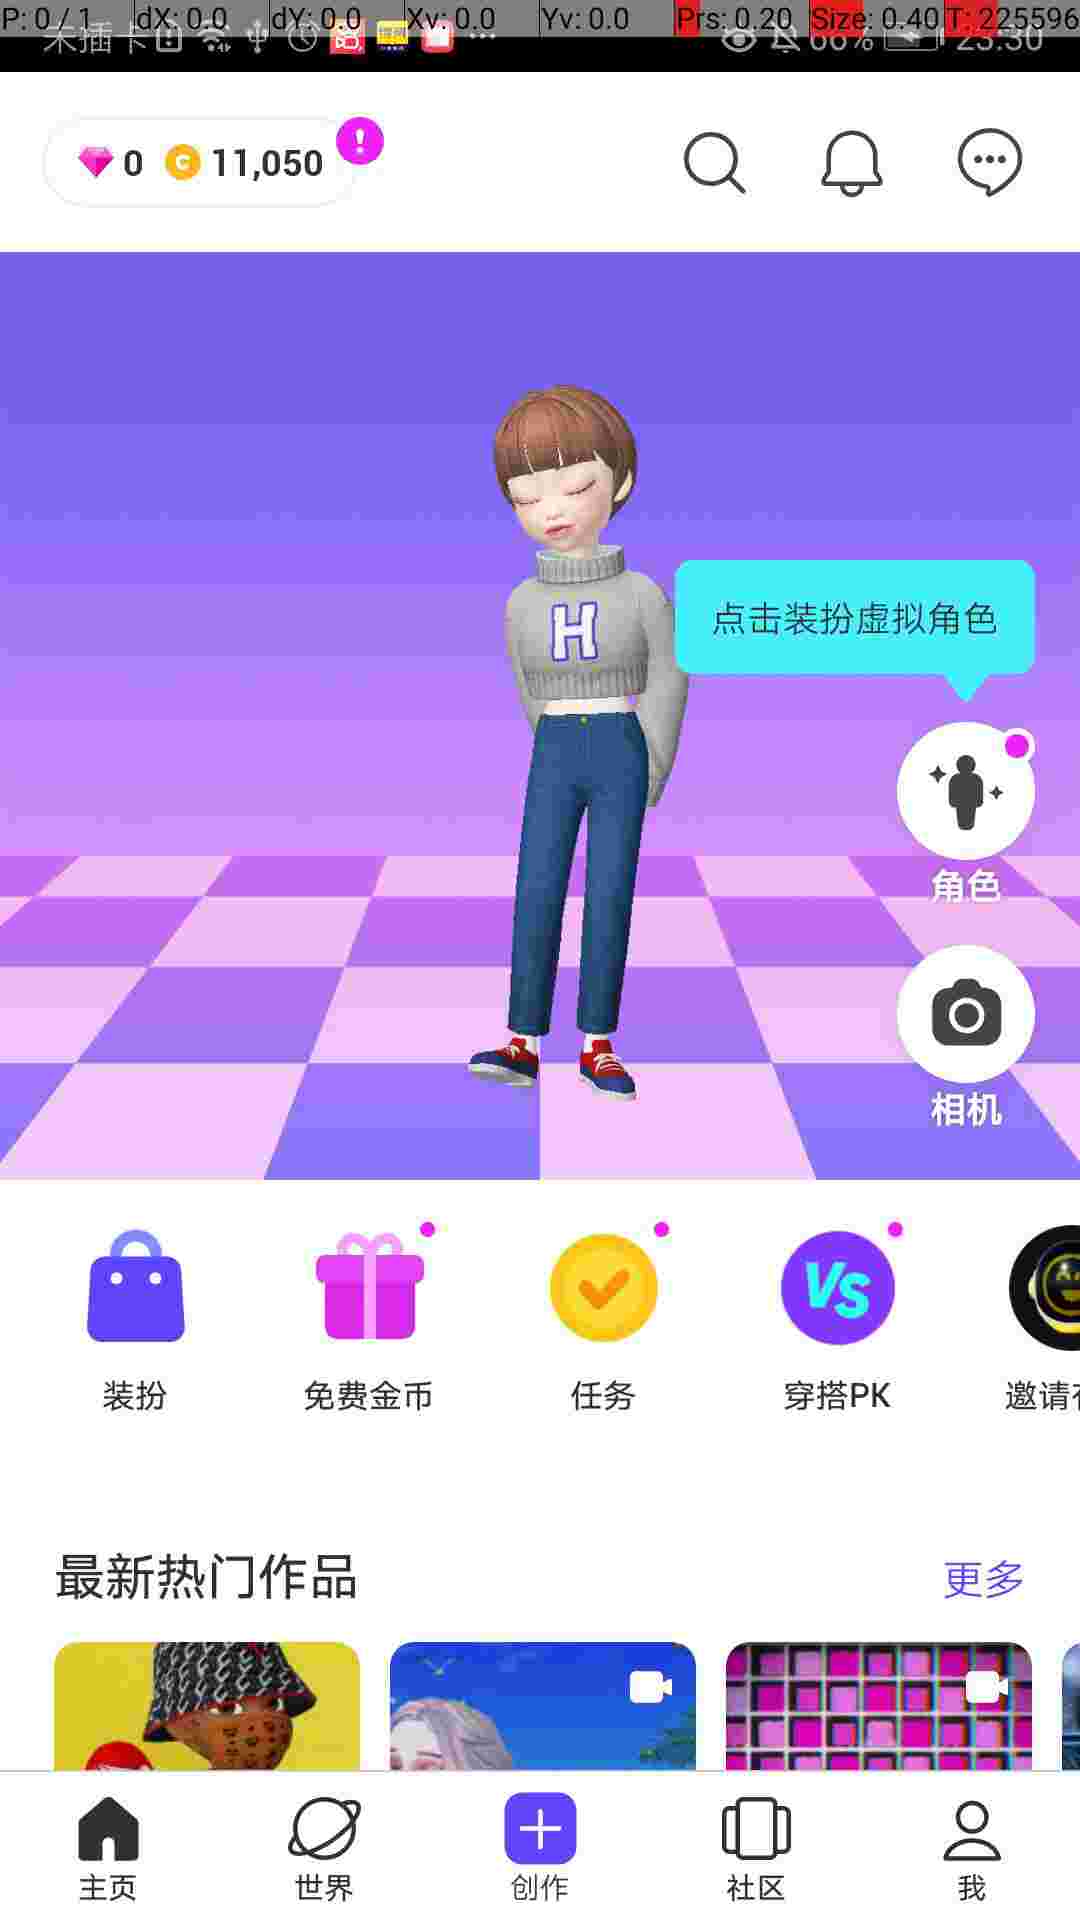 P: 0 / 1 dX: 0.0 dY: 0.0 Xv: 0.0 Yv: 0.0 Prs: 0.20 Size: 0.40 T: 225596
未插卡 66% 23:30
0 11,050
H
点击装扮虚拟角色
角色
相机
VS
装扮 免费金币 任务 穿搭PK 邀请
最新热门作品 更多
主页 世界 创作 社区 我